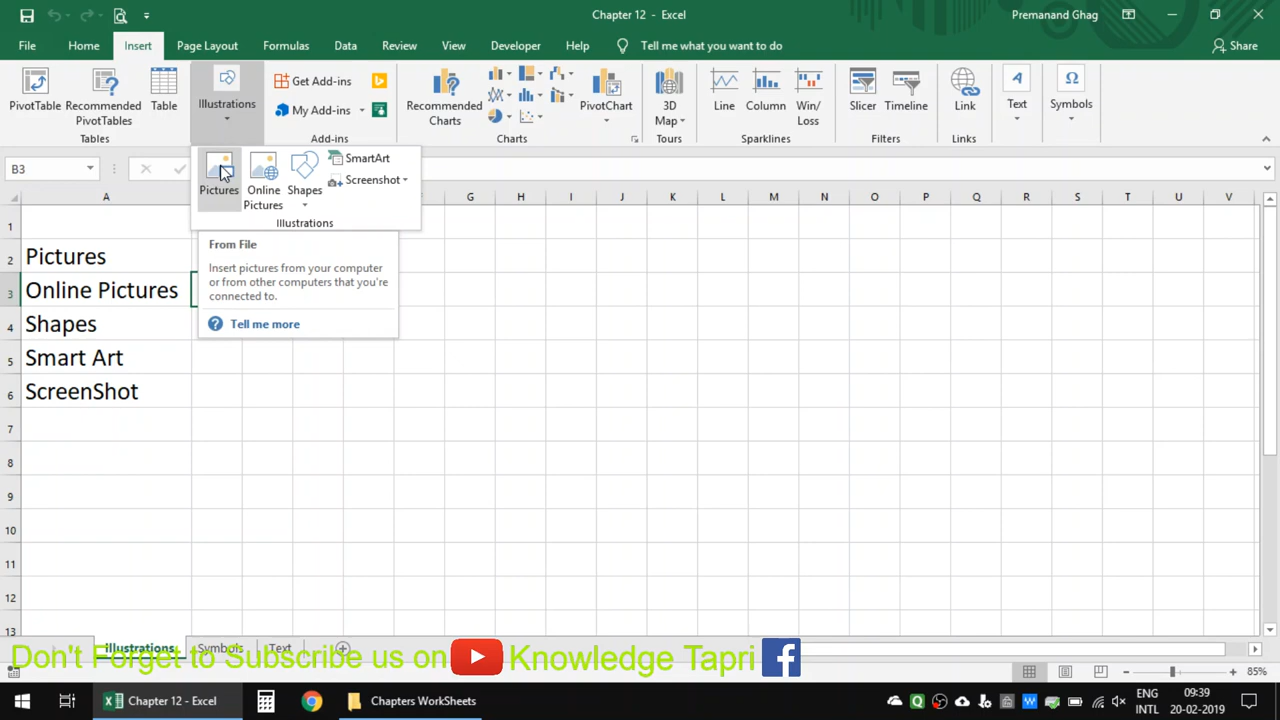 Chapter 12 - Excel
Premanand Ghag
File
Home
Insert
Page Layout
Formulas
Data
Review
View
Developer
Help
Tell me what you want to do
Share
PivotTable
Recommended
PivotTables
Table
Illustrations
Get Add-ins
My Add-ins
Recommended
Charts
PivotChart
3D
Map
Line
Column
Win/
Loss
Slicer
Timeline
Link
Text
Symbols
Tables
Add-ins
Charts
Tours
Sparklines
Filters
Links
B3
Pictures
Online
Pictures
Shapes
SmartArt
Screenshot
Illustrations
From File
Insert pictures from your computer
or from other computers that you're
connected to.
Tell me more
A
G
H
I
J
K
L
M
N
O
P
Q
R
S
T
U
V
1
2
3
4
5
6
7
8
9
10
11
12
13
Pictures
Online Pictures
Shapes
Smart Art
ScreenShot
Illustrations
Symbols
Text
Don't Forget to Subscribe us on
Knowledge Tapri
85%
Chapter 12 - Excel
Chapters WorkSheets
ENG
INTL
09:39
20-02-2019